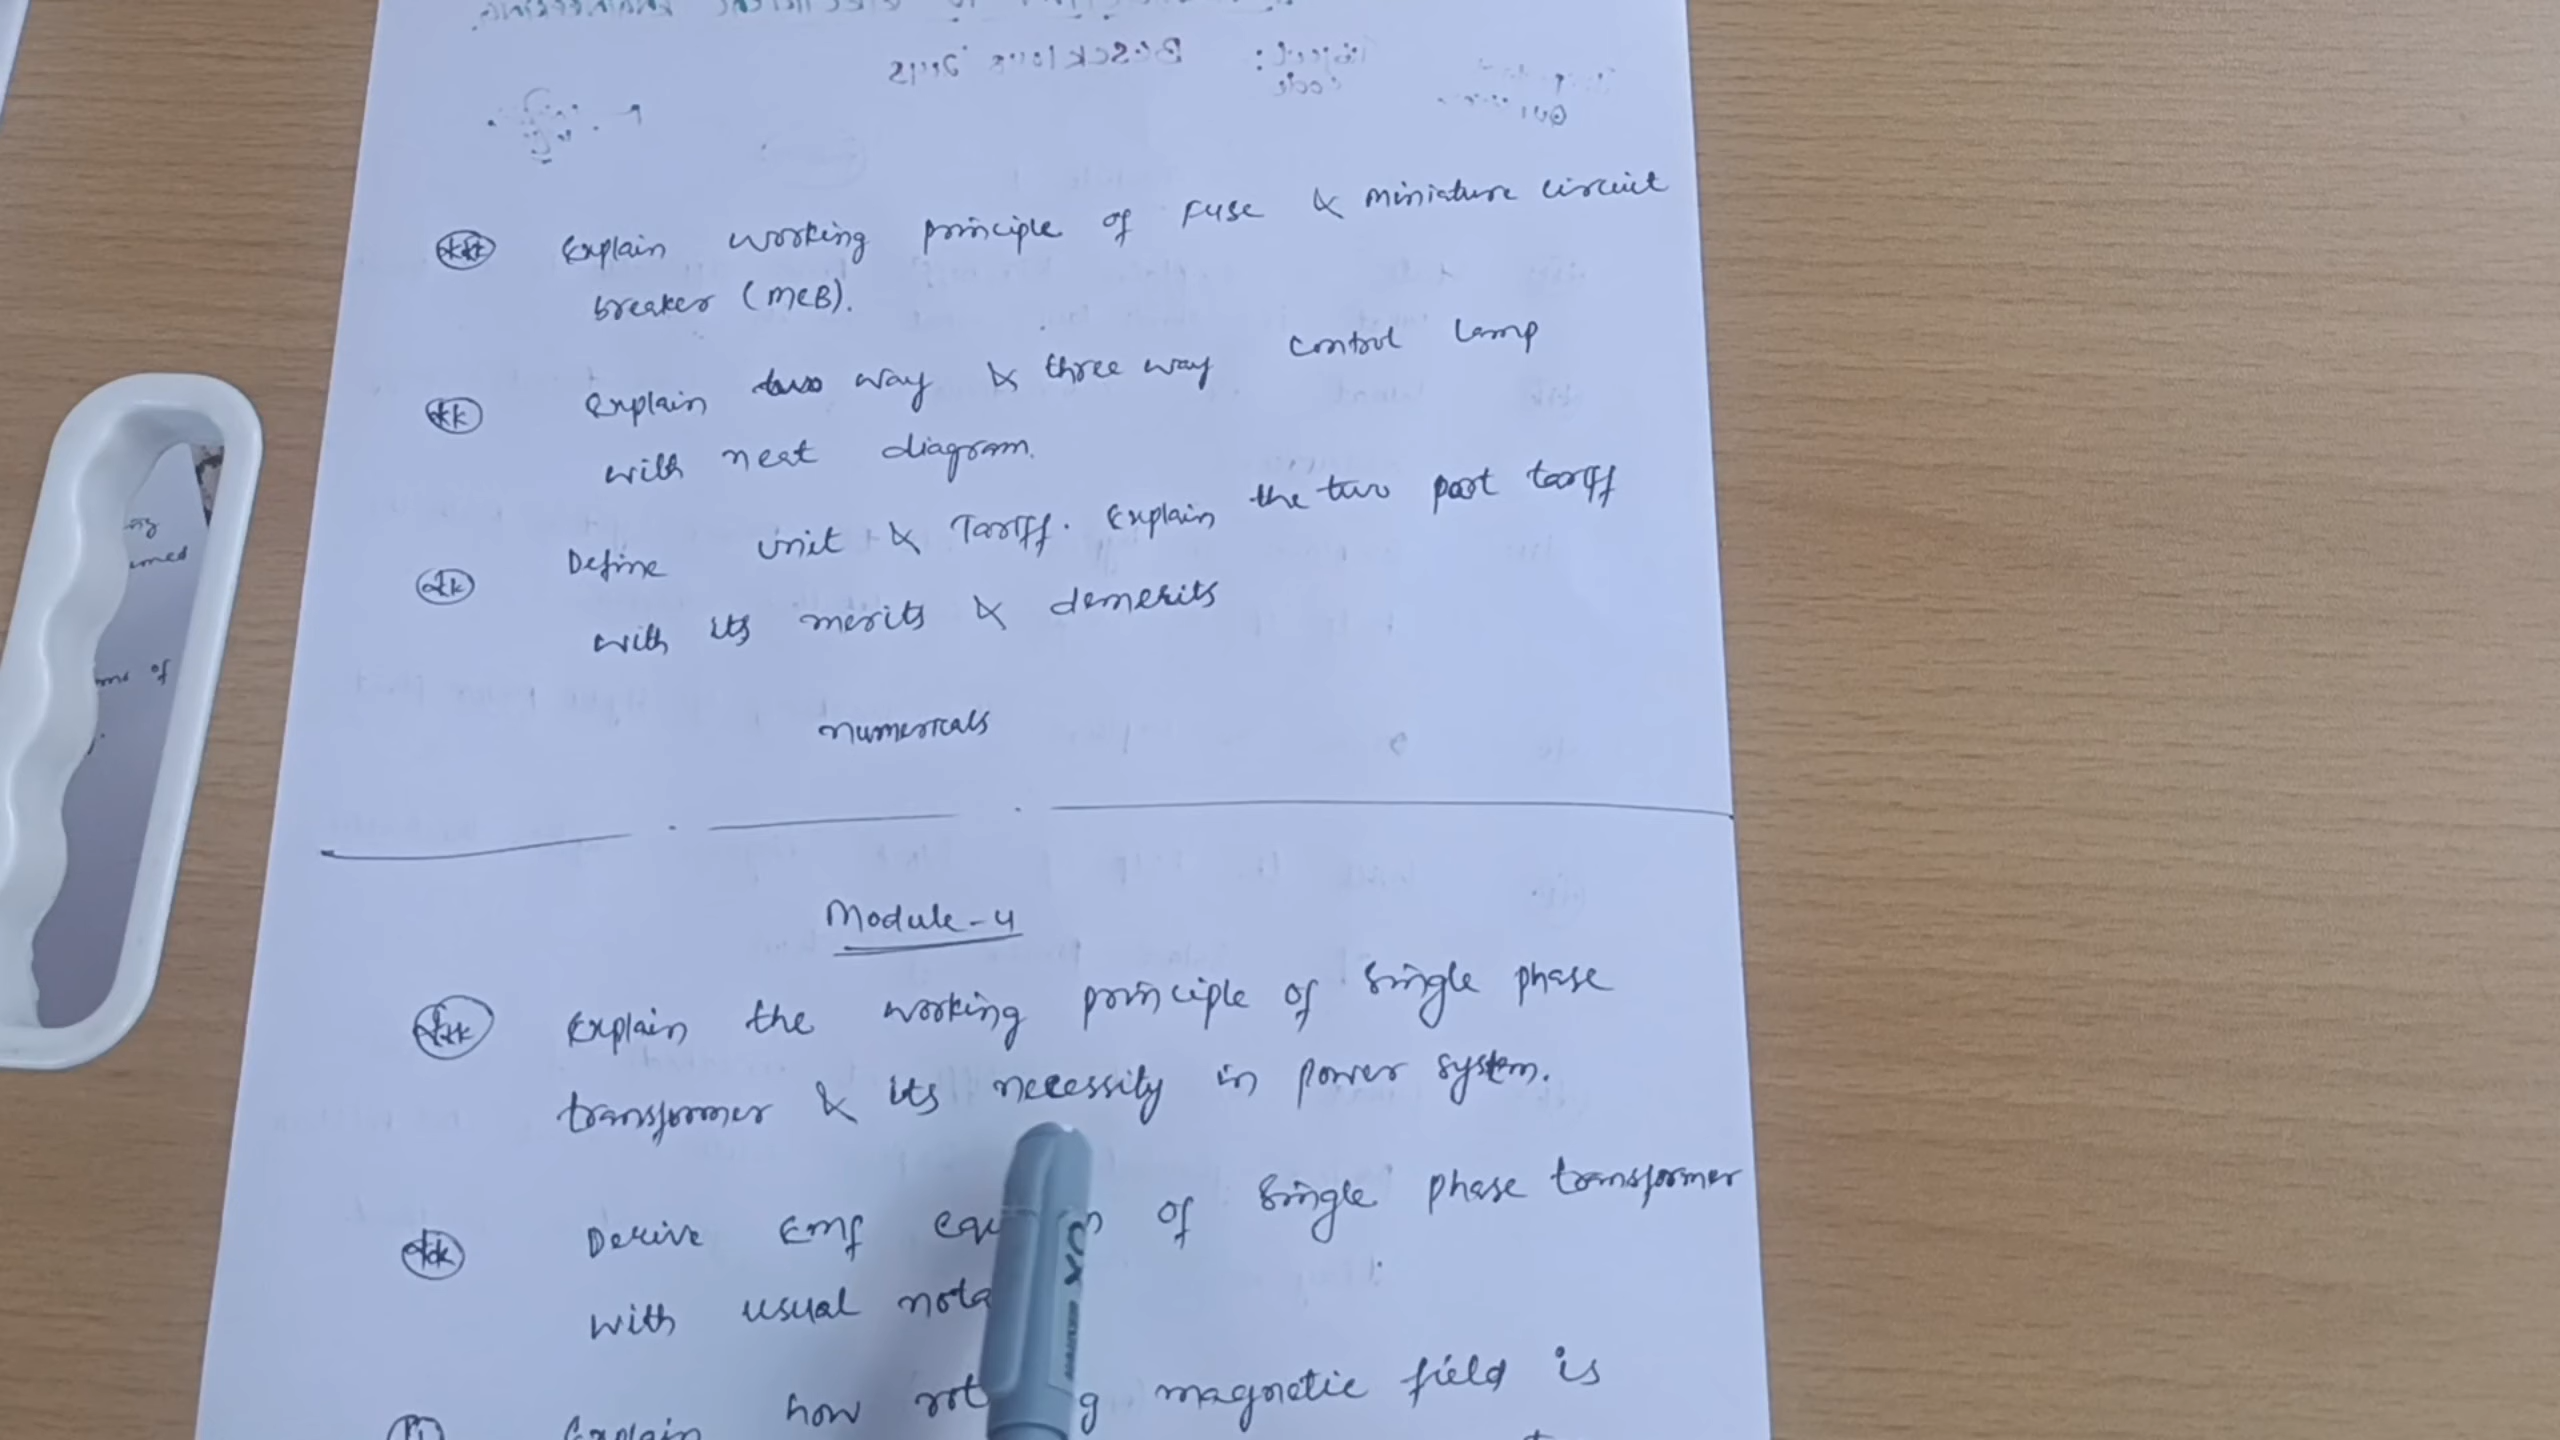 *** Explain working principle of Fuse & Miniature circuit
breaker (MCB).
** Explain two way & three way control lamp
with neat diagram.
** Define unit & Tariff. Explain the two part tariff
with its merits & demerits
numericals
Module-4
*** Explain the working principle of Single phase
transformer & its necessity in power system.
Derive Emf of Single phase transformer
with usual
Explain how magnetic field is